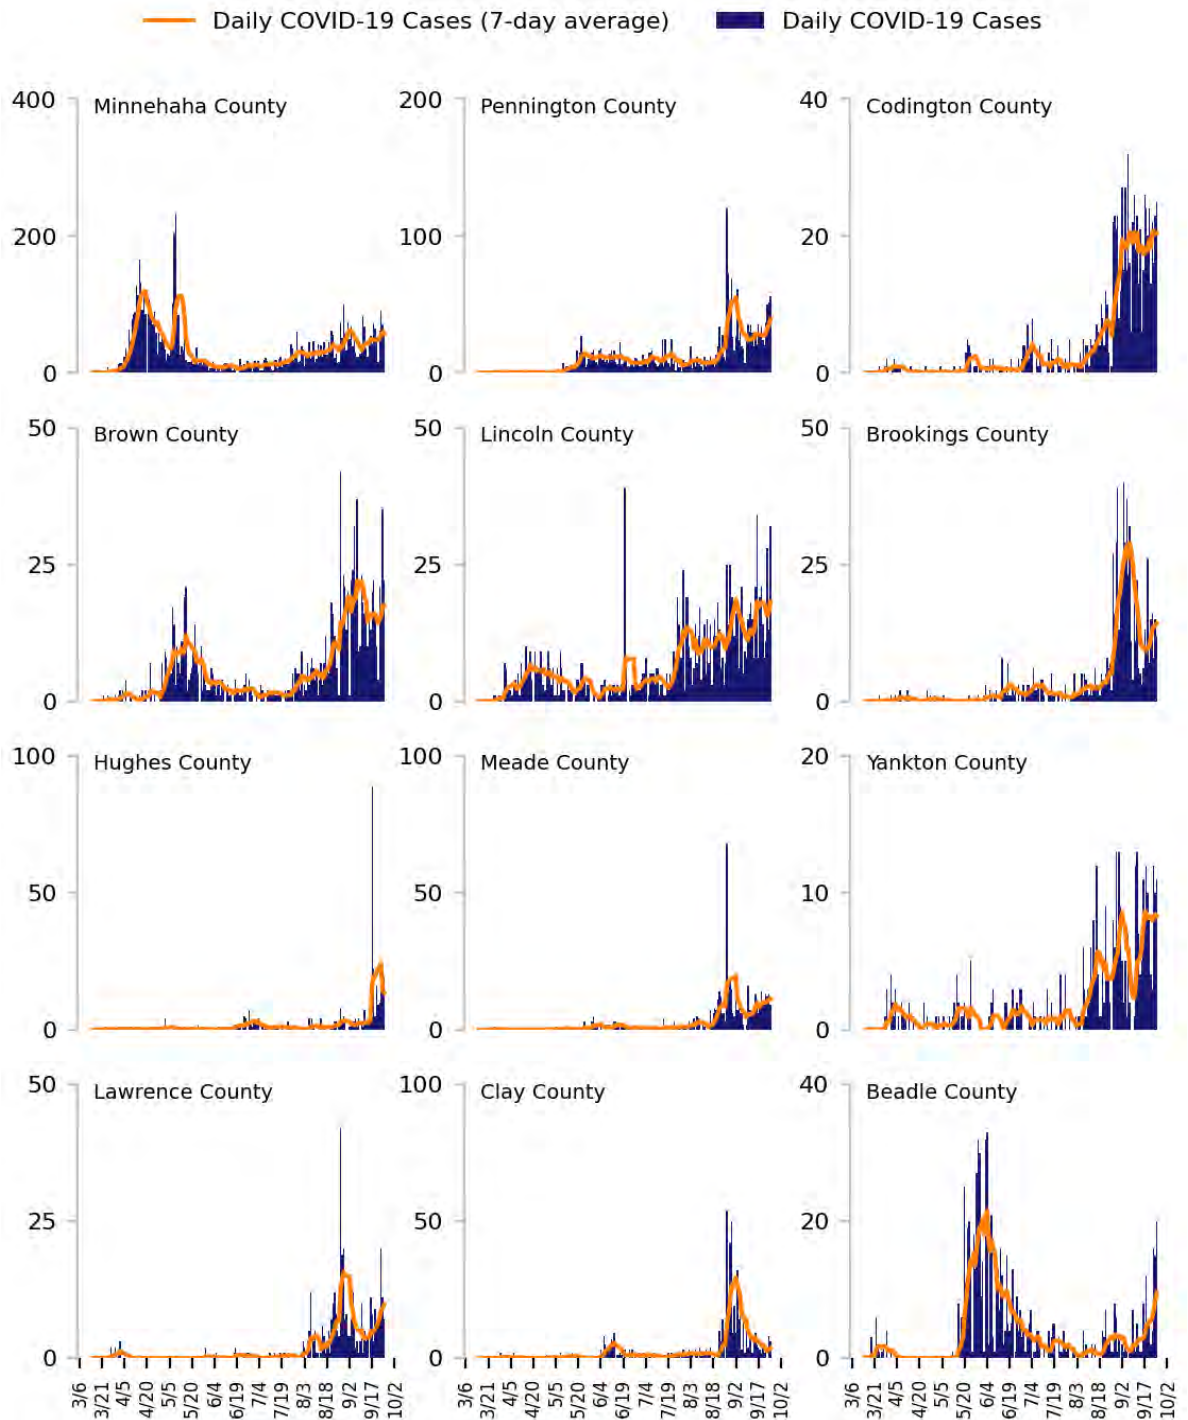 Daily COVID-19 Cases (7-day average) Daily COVID-19 Cases
400 Minnehaha County 200 Pennington County 40 Codington County
200 100 20
0 0 0
50 Brown County 50 Lincoln County 50 Brookings County
25 25 25
0 0 0
100 Hughes County 100 Meade County 20 Yankton County
50 50 10
0 0 0
50 Lawrence County 100 Clay County 40 Beadle County
25 50 20
0 0 0
3/6 3/21 4/5 4/20 5/5 5/20 6/4 6/19 7/4 7/19 8/3 8/18 9/2 9/17 10/2 3/6 3/21 4/5 4/20 5/5 5/20 6/4 6/19 7/4 7/19 8/3 8/18 9/2 9/17 10/2 3/6 3/21 4/5 4/20 5/5 5/20 6/4 6/19 7/4 7/19 8/3 8/18 9/2 9/17 10/2